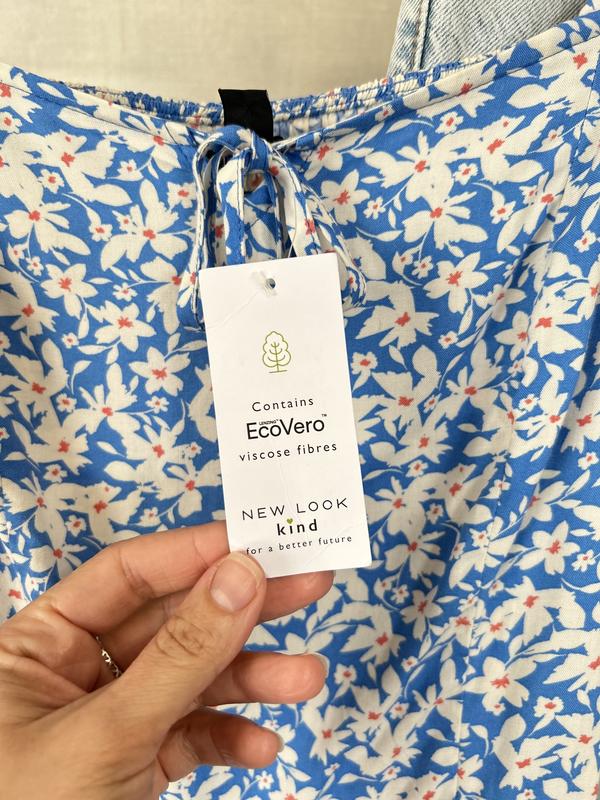 Contains
LENZING™
EcoVero™
viscose fibres
NEW LOOK
kind
for a better future